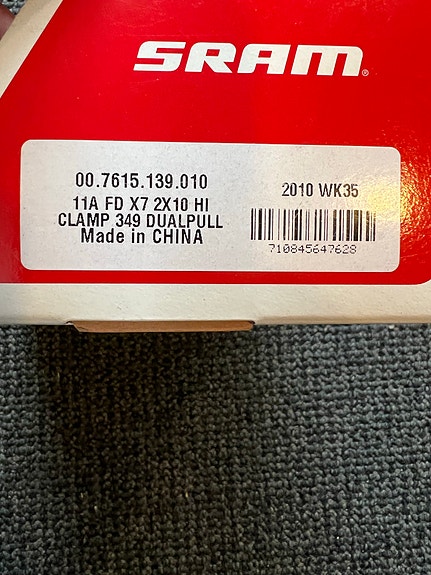 SRAM®
00.7615.139.010
11A FD X7 2X10 HI
CLAMP 349 DUALPULL
Made in CHINA
2010 WK35
710845647628